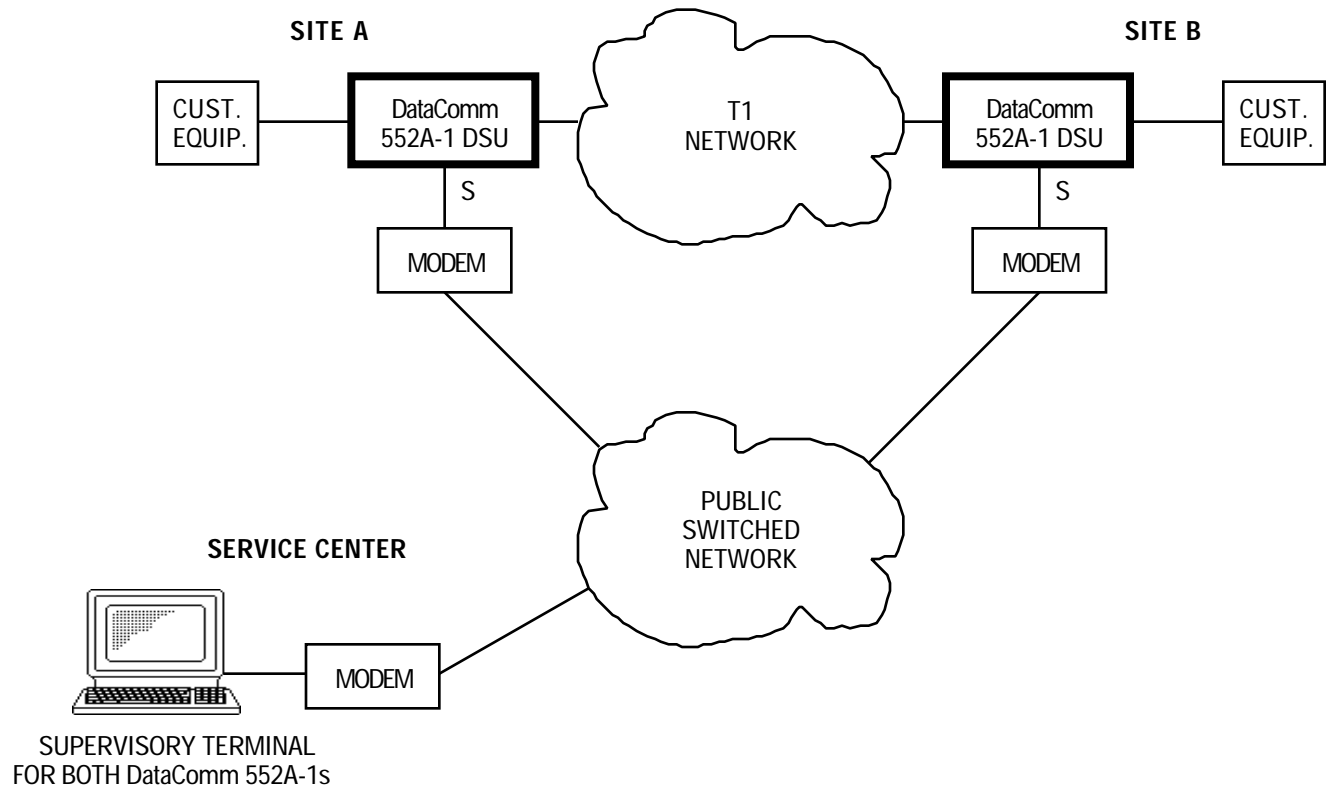 SITE A
SITE B
CUST.
EQUIP.
DataComm
552A-1 DSU
T1
NETWORK
DataComm
552A-1 DSU
CUST.
EQUIP.
S
S
MODEM
MODEM
PUBLIC
SWITCHED
NETWORK
SERVICE CENTER
MODEM
SUPERVISORY TERMINAL
FOR BOTH DataComm 552A-1s